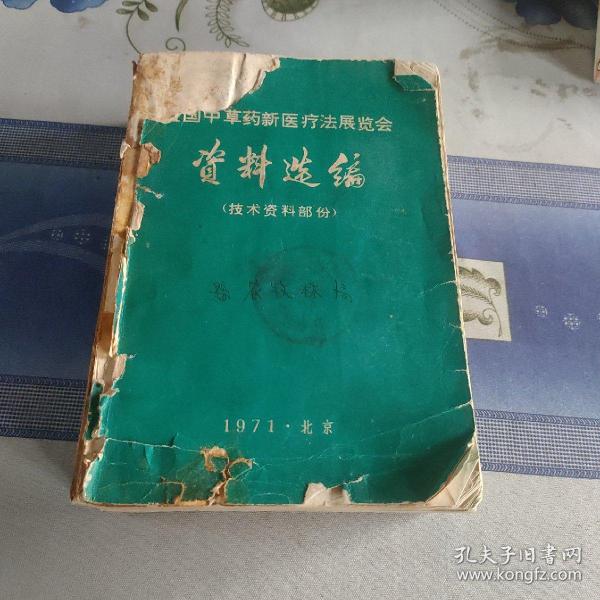 国中草药新医疗法展览会
资料选编
(技术资料部份)
1971·北京
孔夫子旧书网
www.kongfz.com